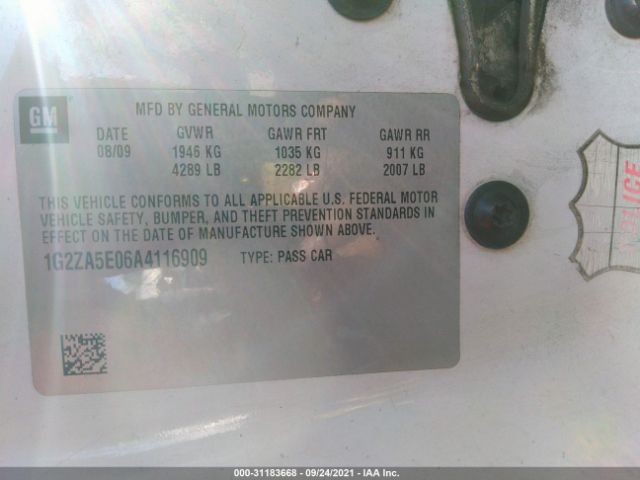 GM
MFD BY GENERAL MOTORS COMPANY
DATE GVWR GAWR FRT GAWR RR
08/09 1946 KG 1035 KG 911 KG
4289 LB 2282 LB 2007 LB
THIS VEHICLE CONFORMS TO ALL APPLICABLE U.S. FEDERAL MOTOR
VEHICLE SAFETY, BUMPER, AND THEFT PREVENTION STANDARDS IN
EFFECT ON THE DATE OF MANUFACTURE SHOWN ABOVE.
1G2ZA5E06A4116909 TYPE: PASS CAR
000-31183668 - 09/24/2021 - IAA Inc.